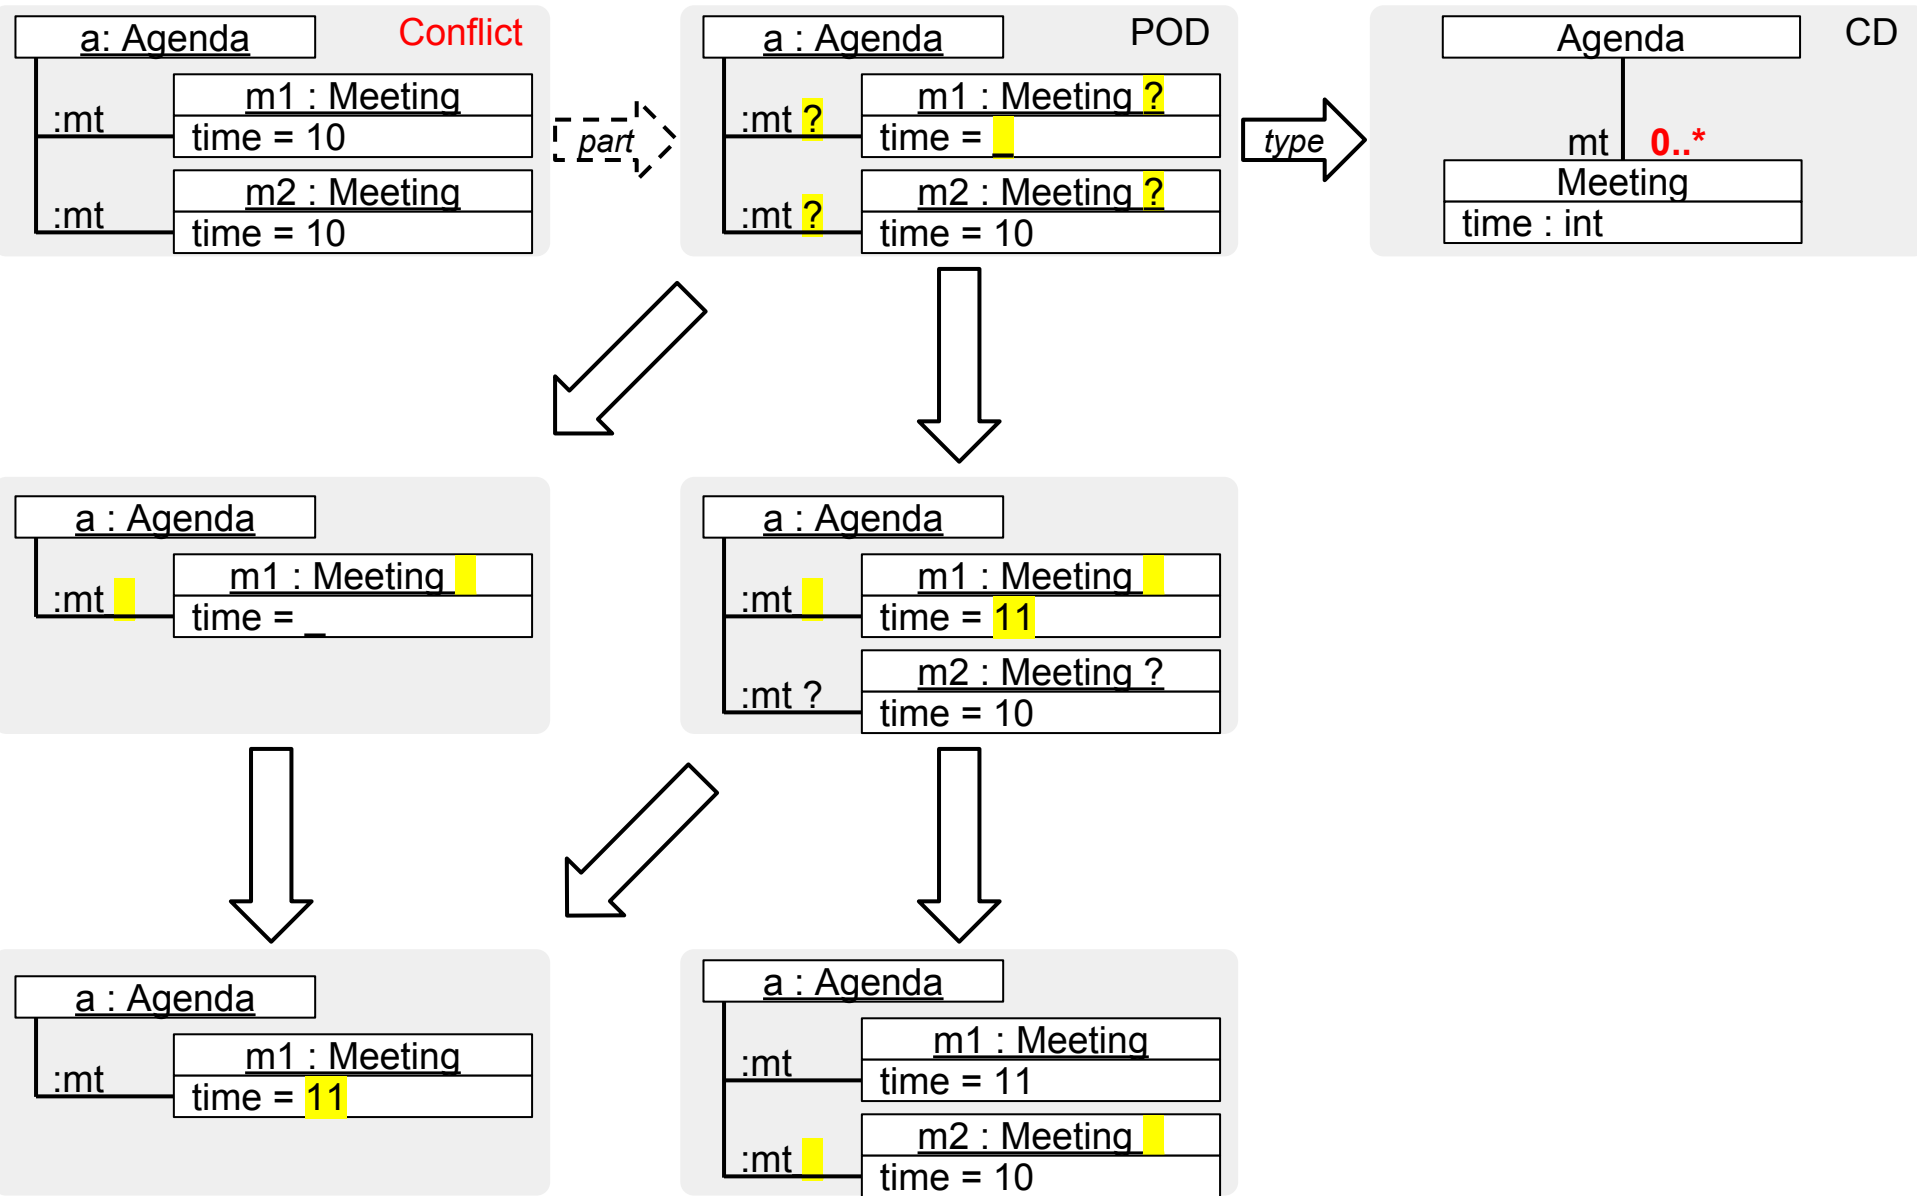 a: Agenda
Conflict
:mt
m1 : Meeting
time = 10
:mt
m2 : Meeting
time = 10
part
a : Agenda
POD
:mt ?
m1 : Meeting ?
time = _
:mt ?
m2 : Meeting ?
time = 10
type
Agenda
CD
mt
0..*
Meeting
time : int
a : Agenda
:mt
m1 : Meeting
time = _
a : Agenda
:mt
m1 : Meeting
time = 11
:mt ?
m2 : Meeting ?
time = 10
a : Agenda
:mt
m1 : Meeting
time = 11
a : Agenda
:mt
m1 : Meeting
time = 11
:mt
m2 : Meeting
time = 10